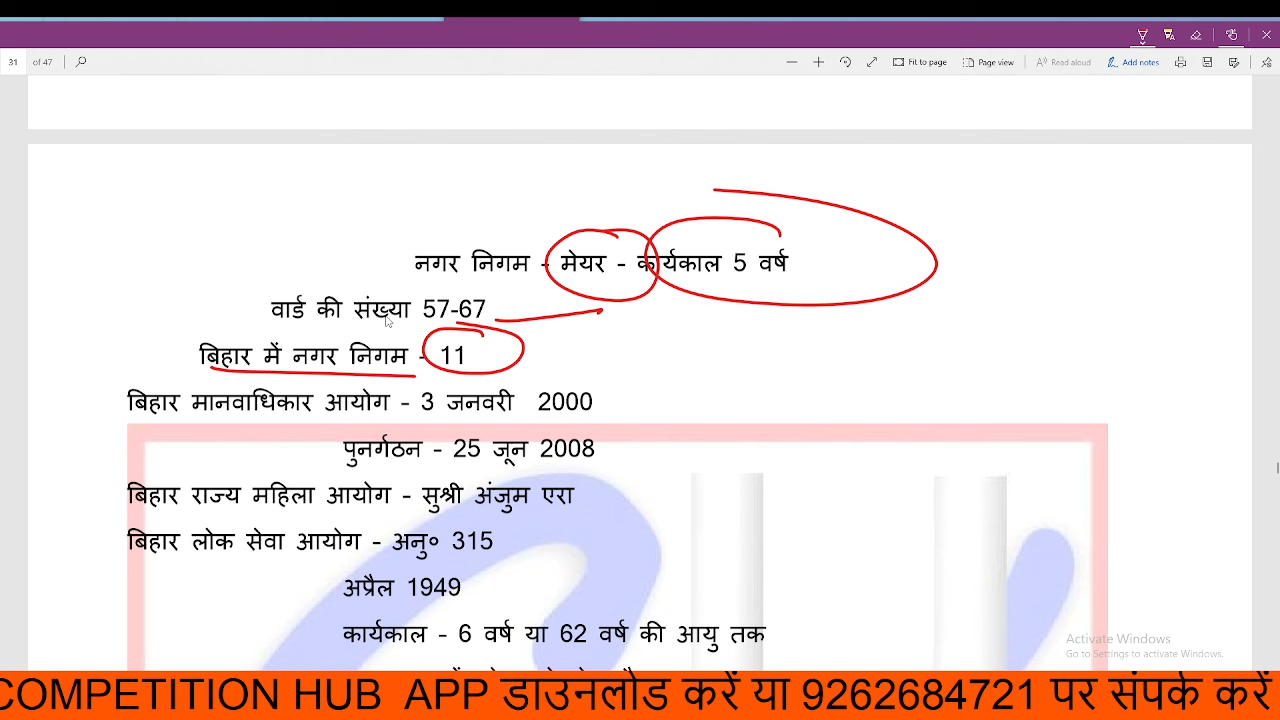 31 of 47
Fit to page
Page view
Read aloud
Add notes
नगर निगम - मेयर - कार्यकाल 5 वर्ष
वार्ड की संख्या 57-67
बिहार में नगर निगम - 11
बिहार मानवाधिकार आयोग - 3 जनवरी 2000
पुनर्गठन - 25 जून 2008
बिहार राज्य महिला आयोग - सुश्री अंजुम एरा
बिहार लोक सेवा आयोग - अनु० 315
अप्रैल 1949
कार्यकाल - 6 वर्ष या 62 वर्ष की आयु तक
Activate Windows
Go to Settings to activate Windows.
COMPETITION HUB APP डाउनलौड करें या 9262684721 पर संपर्क करें